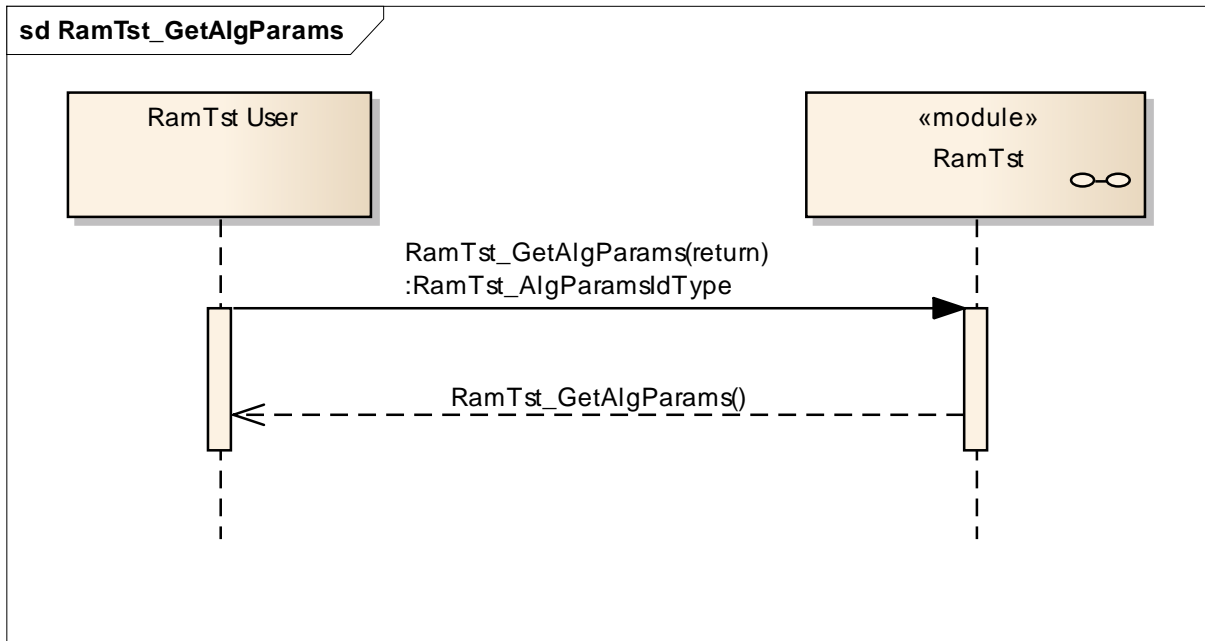 sd RamTst_GetAlgParams
RamTst User
«module»
RamTst
RamTst_GetAlgParams(return)
:RamTst_AlgParamsIdType
RamTst_GetAlgParams()